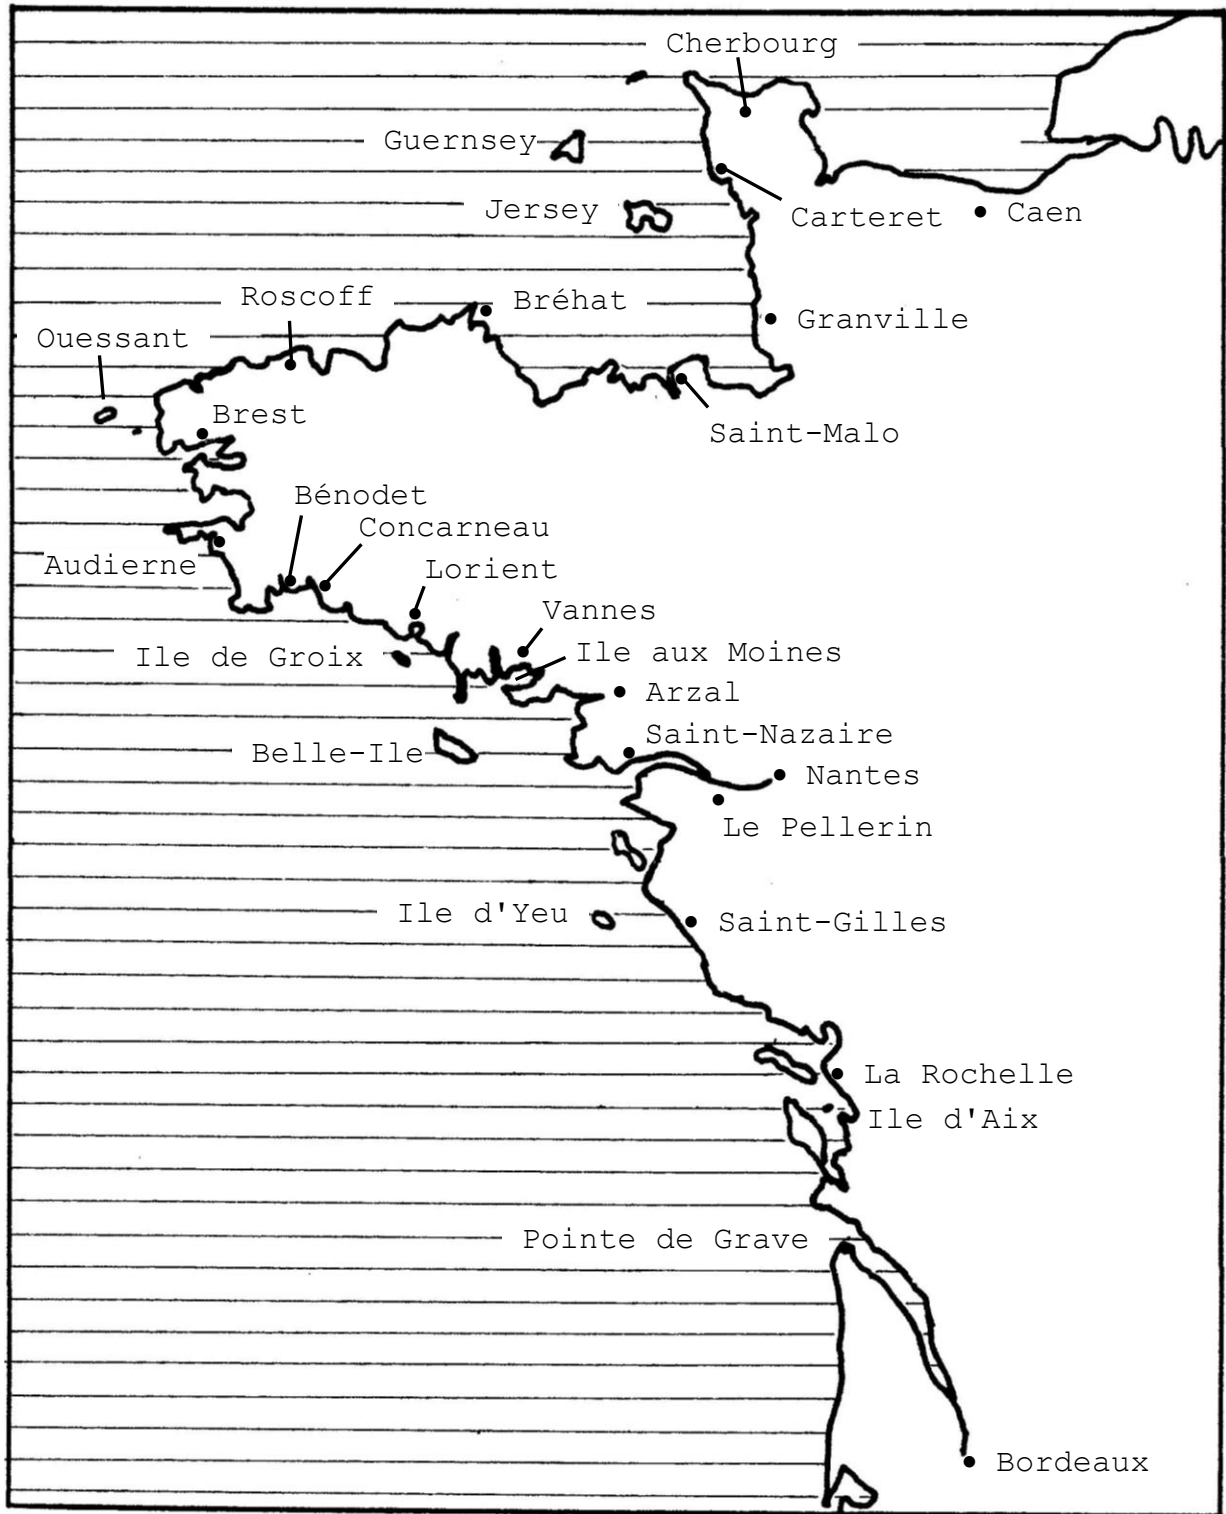 Cherbourg
Guernsey
Jersey
Carteret
Caen
Roscoff
Bréhat
Granville
Ouessant
Brest
Saint-Malo
Bénodet
Concarneau
Audierne
Lorient
Vannes
Ile de Groix
Ile aux Moines
Arzal
Saint-Nazaire
Belle-Ile
Nantes
Le Pellerin
Ile d'Yeu
Saint-Gilles
La Rochelle
Ile d'Aix
Pointe de Grave
Bordeaux